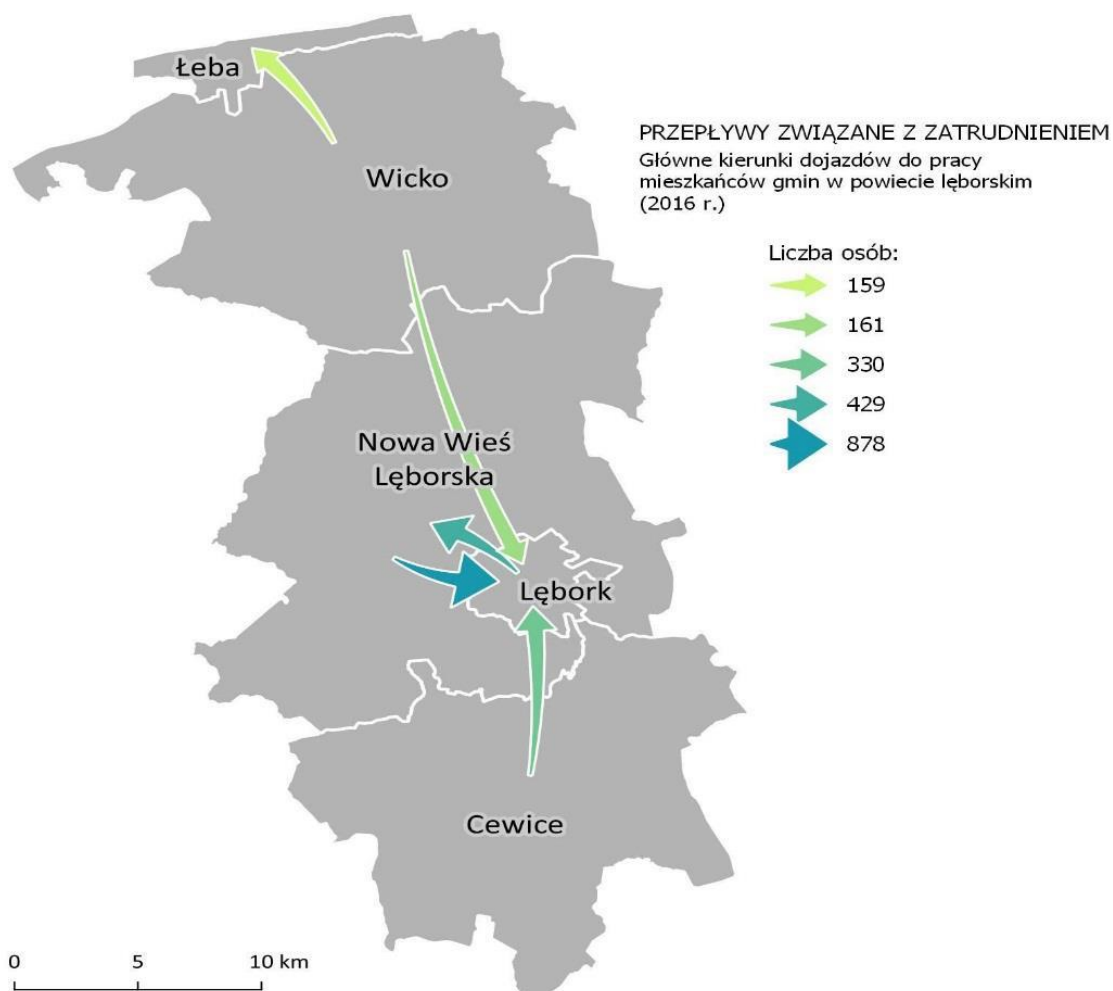 Łeba
Wicko
PRZEPŁYWY ZWIĄZANE Z ZATRUDNIENIEM
Główne kierunki dojazdów do pracy
mieszkańców gmin w powiecie lęborskim
(2016 r.)
Liczba osób:
159
161
330
429
878
Nowa Wieś
Lęborska
Lębork
Cewice
0 5 10 km